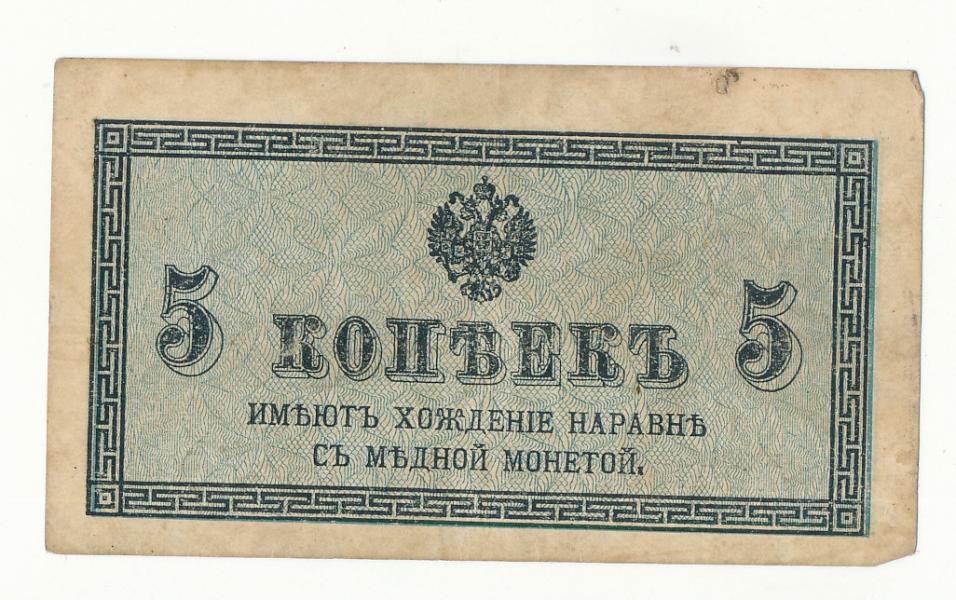 5 КОПѢЕКЪ 5
ИМѢЮТЪ ХОЖДЕНІЕ НАРАВНѢ
СЪ МѢДНОЙ МОНЕТОЙ.